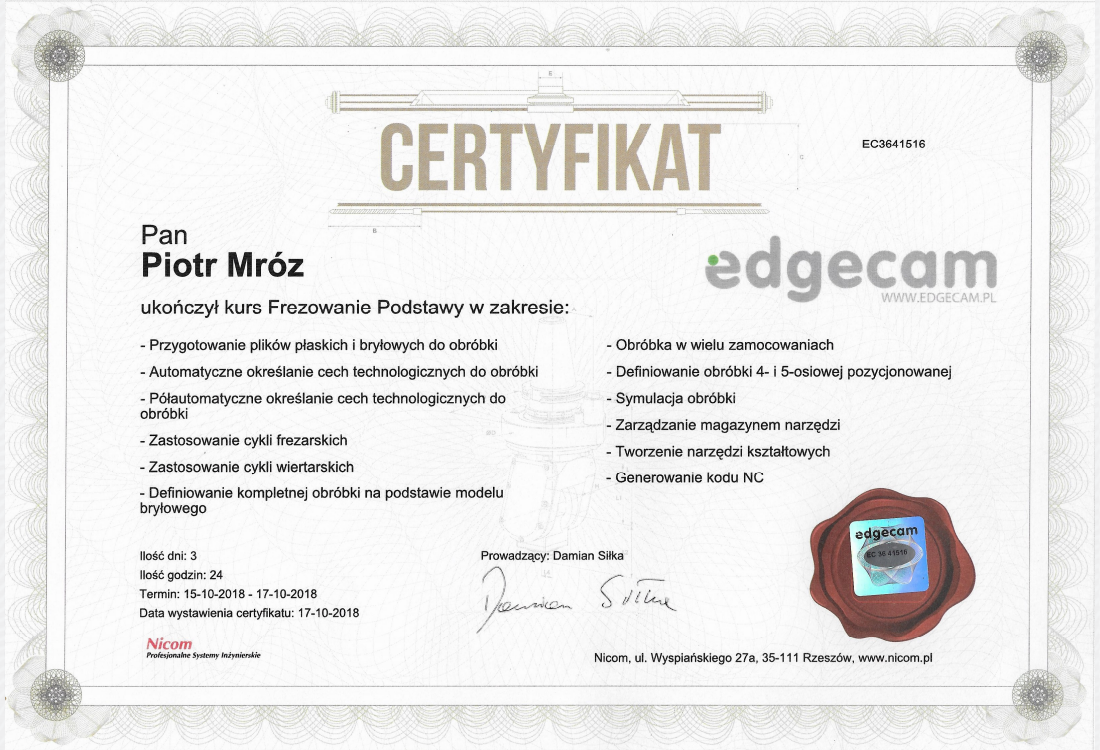 CERTYFIKAT
EC3641516
Pan
Piotr Mróz
edgecam
WWW.EDGECAM.PL
ukończył kurs Frezowanie Podstawy w zakresie:
- Przygotowanie plików płaskich i bryłowych do obróbki
- Automatyczne określanie cech technologicznych do obróbki
- Półautomatyczne określanie cech technologicznych do
obróbki
- Zastosowanie cykli frezarskich
- Zastosowanie cykli wiertarskich
- Definiowanie kompletnej obróbki na podstawie modelu
bryłowego
- Obróbka w wielu zamocowaniach
- Definiowanie obróbki 4- i 5-osiowej pozycjonowanej
- Symulacja obróbki
- Zarządzanie magazynem narzędzi
- Tworzenie narzędzi kształtowych
- Generowanie kodu NC
Ilość dni: 3
Ilość godzin: 24
Termin: 15-10-2018 - 17-10-2018
Data wystawienia certyfikatu: 17-10-2018
Prowadzący: Damian Siłka
Damian Siłka
edgecam
EC 36 41516
Nicom
Profesjonalne Systemy Inżynierskie
Nicom, ul. Wyspiańskiego 27a, 35-111 Rzeszów, www.nicom.pl